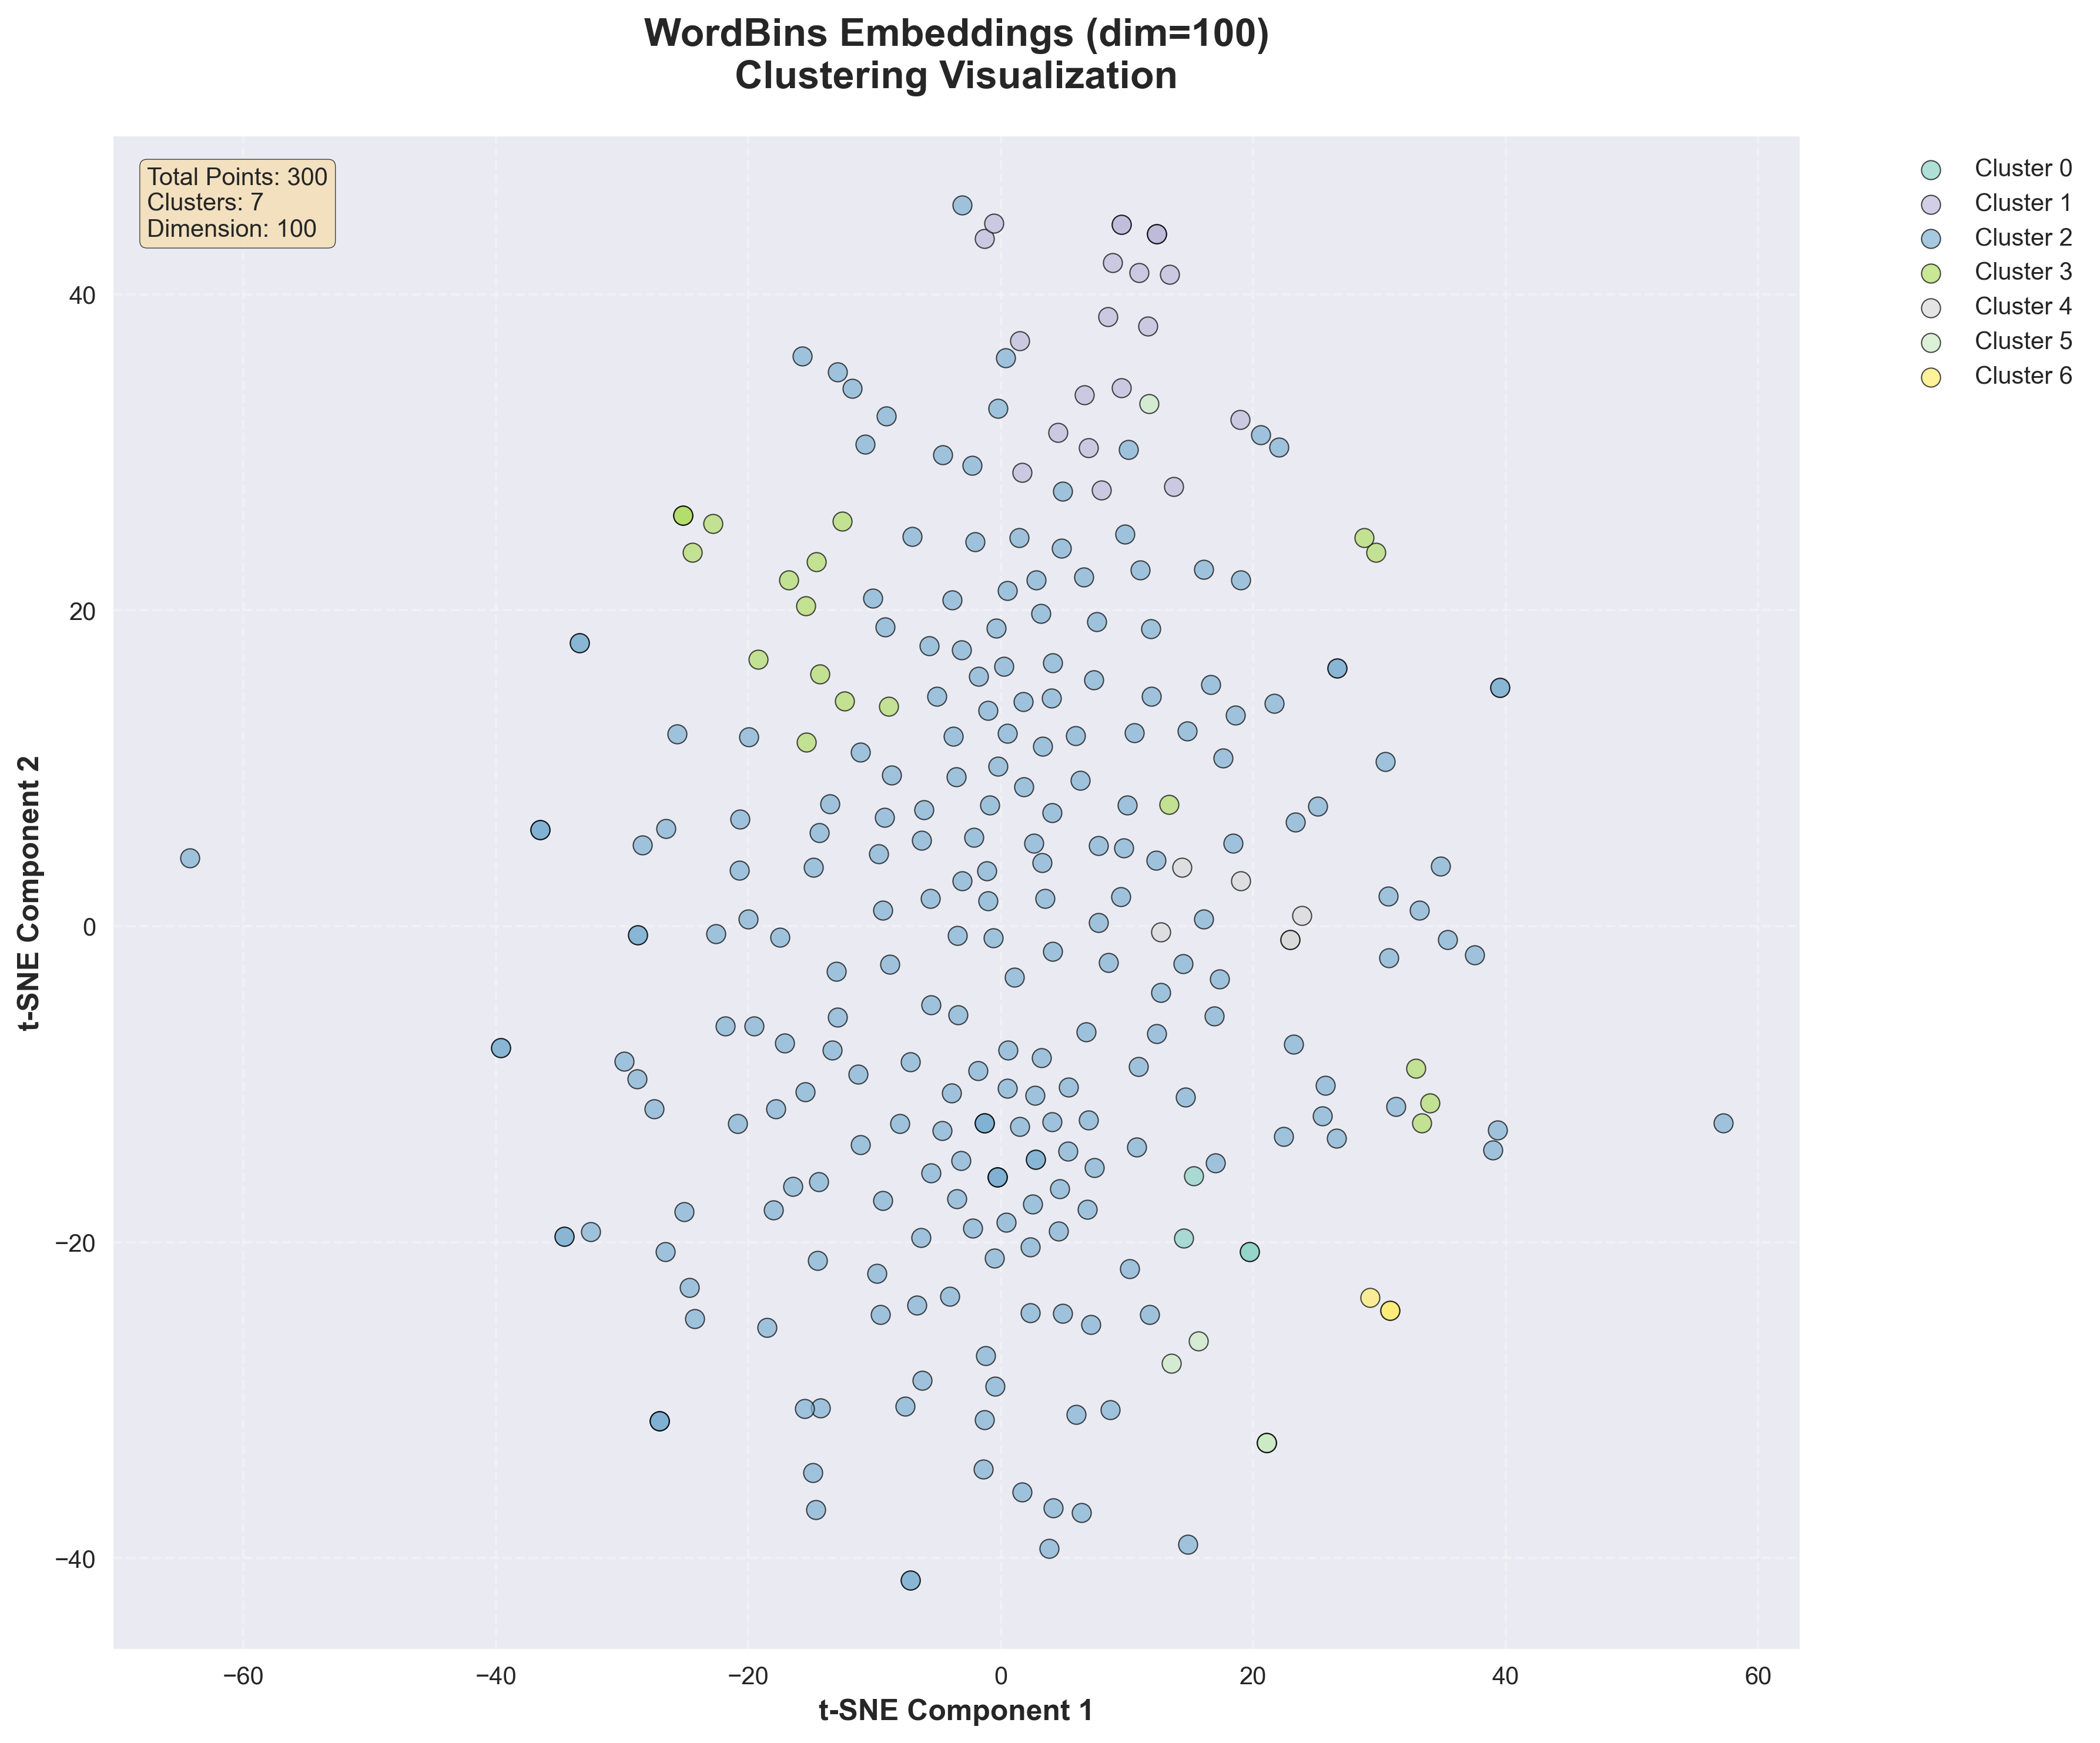 WordBins Embeddings (dim=100)
Clustering Visualization
Total Points: 300
Clusters: 7
Dimension: 100
Cluster 0
Cluster 1
Cluster 2
Cluster 3
Cluster 4
Cluster 5
Cluster 6
40
20
0
−20
−40
t-SNE Component 2
−60
−40
−20
0
20
40
60
t-SNE Component 1